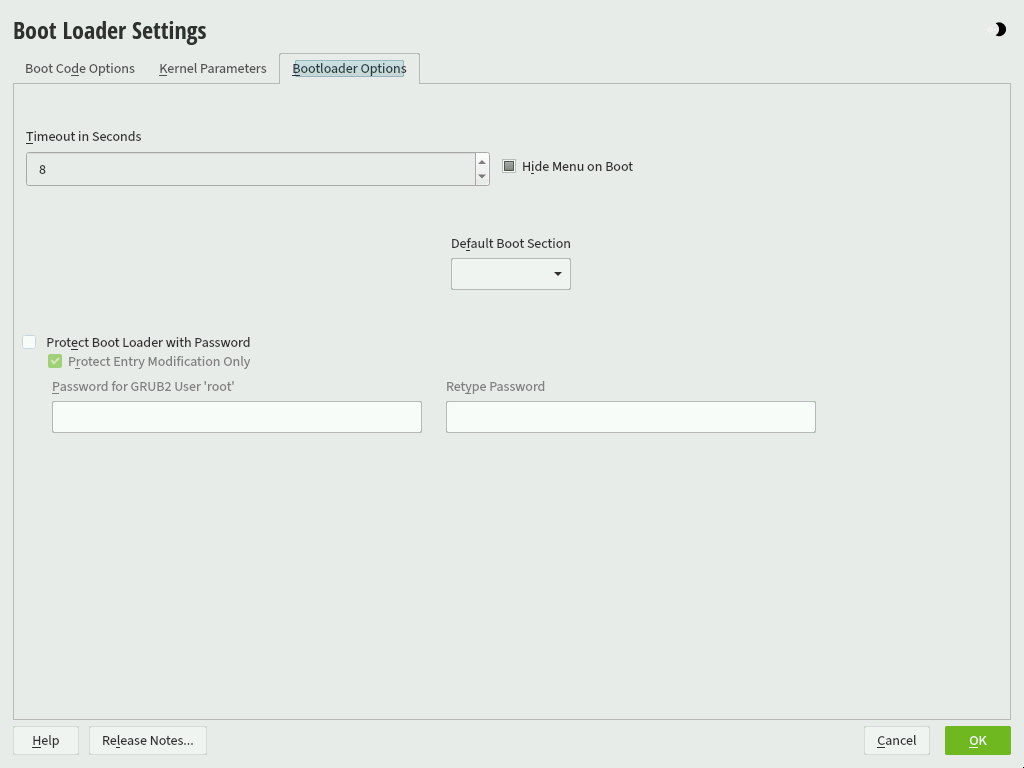 Boot Loader Settings
Boot Code Options Kernel Parameters Bootloader Options
Timeout in Seconds
8 Hide Menu on Boot
Default Boot Section
Protect Boot Loader with Password
Protect Entry Modification Only
Password for GRUB2 User 'root' Retype Password
Help Release Notes... Cancel OK